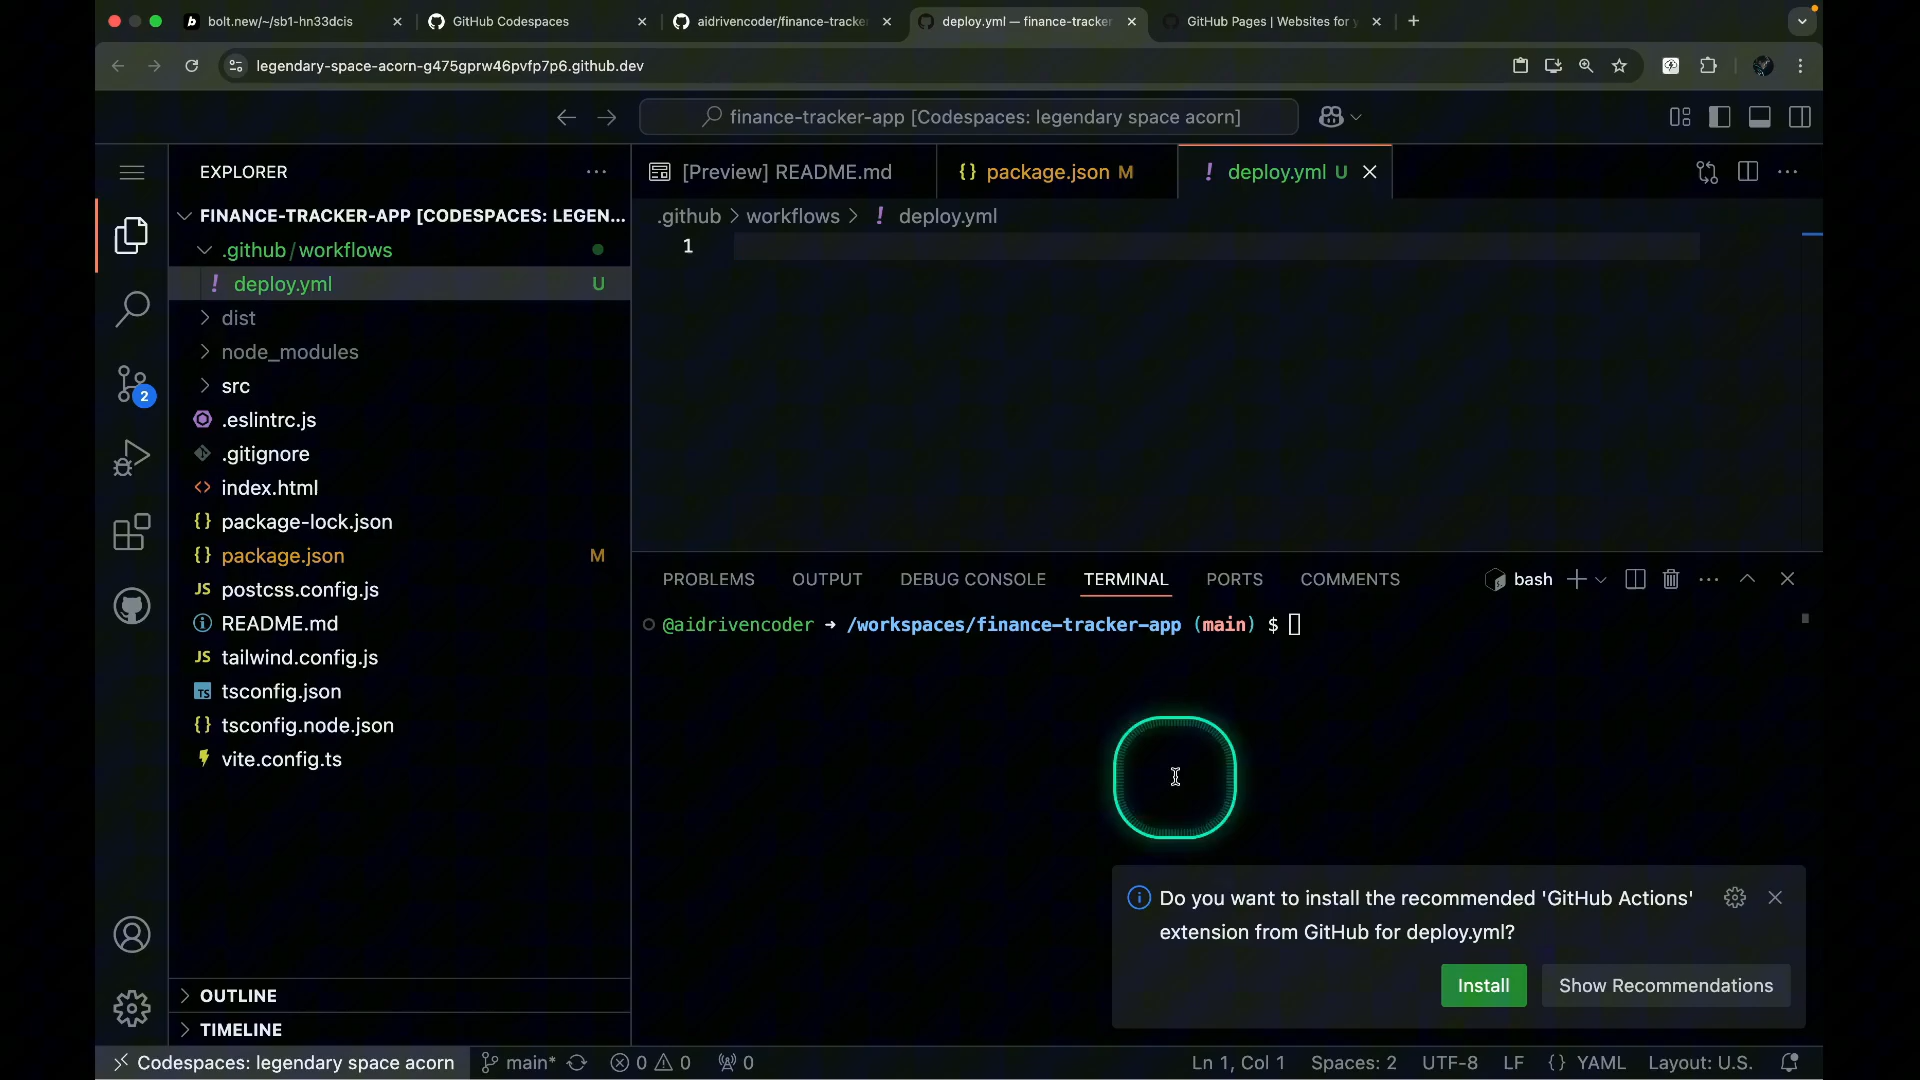 bolt.new/~/sb1-hn33dcis
GitHub Codespaces
aidrivencoder/finance-tracke
deploy.yml — finance-tracker
GitHub Pages | Websites for y
legendary-space-acorn-g475gprw46pvfp7p6.github.dev
finance-tracker-app [Codespaces: legendary space acorn]
EXPLORER
[Preview] README.md
package.json M
deploy.yml U
FINANCE-TRACKER-APP [CODESPACES: LEGEN...
.github > workflows > ! deploy.yml
1
.github/workflows
deploy.yml U
dist
node_modules
src
.eslintrc.js
.gitignore
index.html
package-lock.json
package.json M
postcss.config.js
README.md
tailwind.config.js
tsconfig.json
tsconfig.node.json
vite.config.ts
2
PROBLEMS OUTPUT DEBUG CONSOLE TERMINAL PORTS COMMENTS
bash
@aidrivencoder → /workspaces/finance-tracker-app (main) $
Do you want to install the recommended 'GitHub Actions'
extension from GitHub for deploy.yml?
Install
Show Recommendations
OUTLINE
TIMELINE
Codespaces: legendary space acorn
main*
0 0
0
Ln 1, Col 1
Spaces: 2
UTF-8
LF
{} YAML
Layout: U.S.